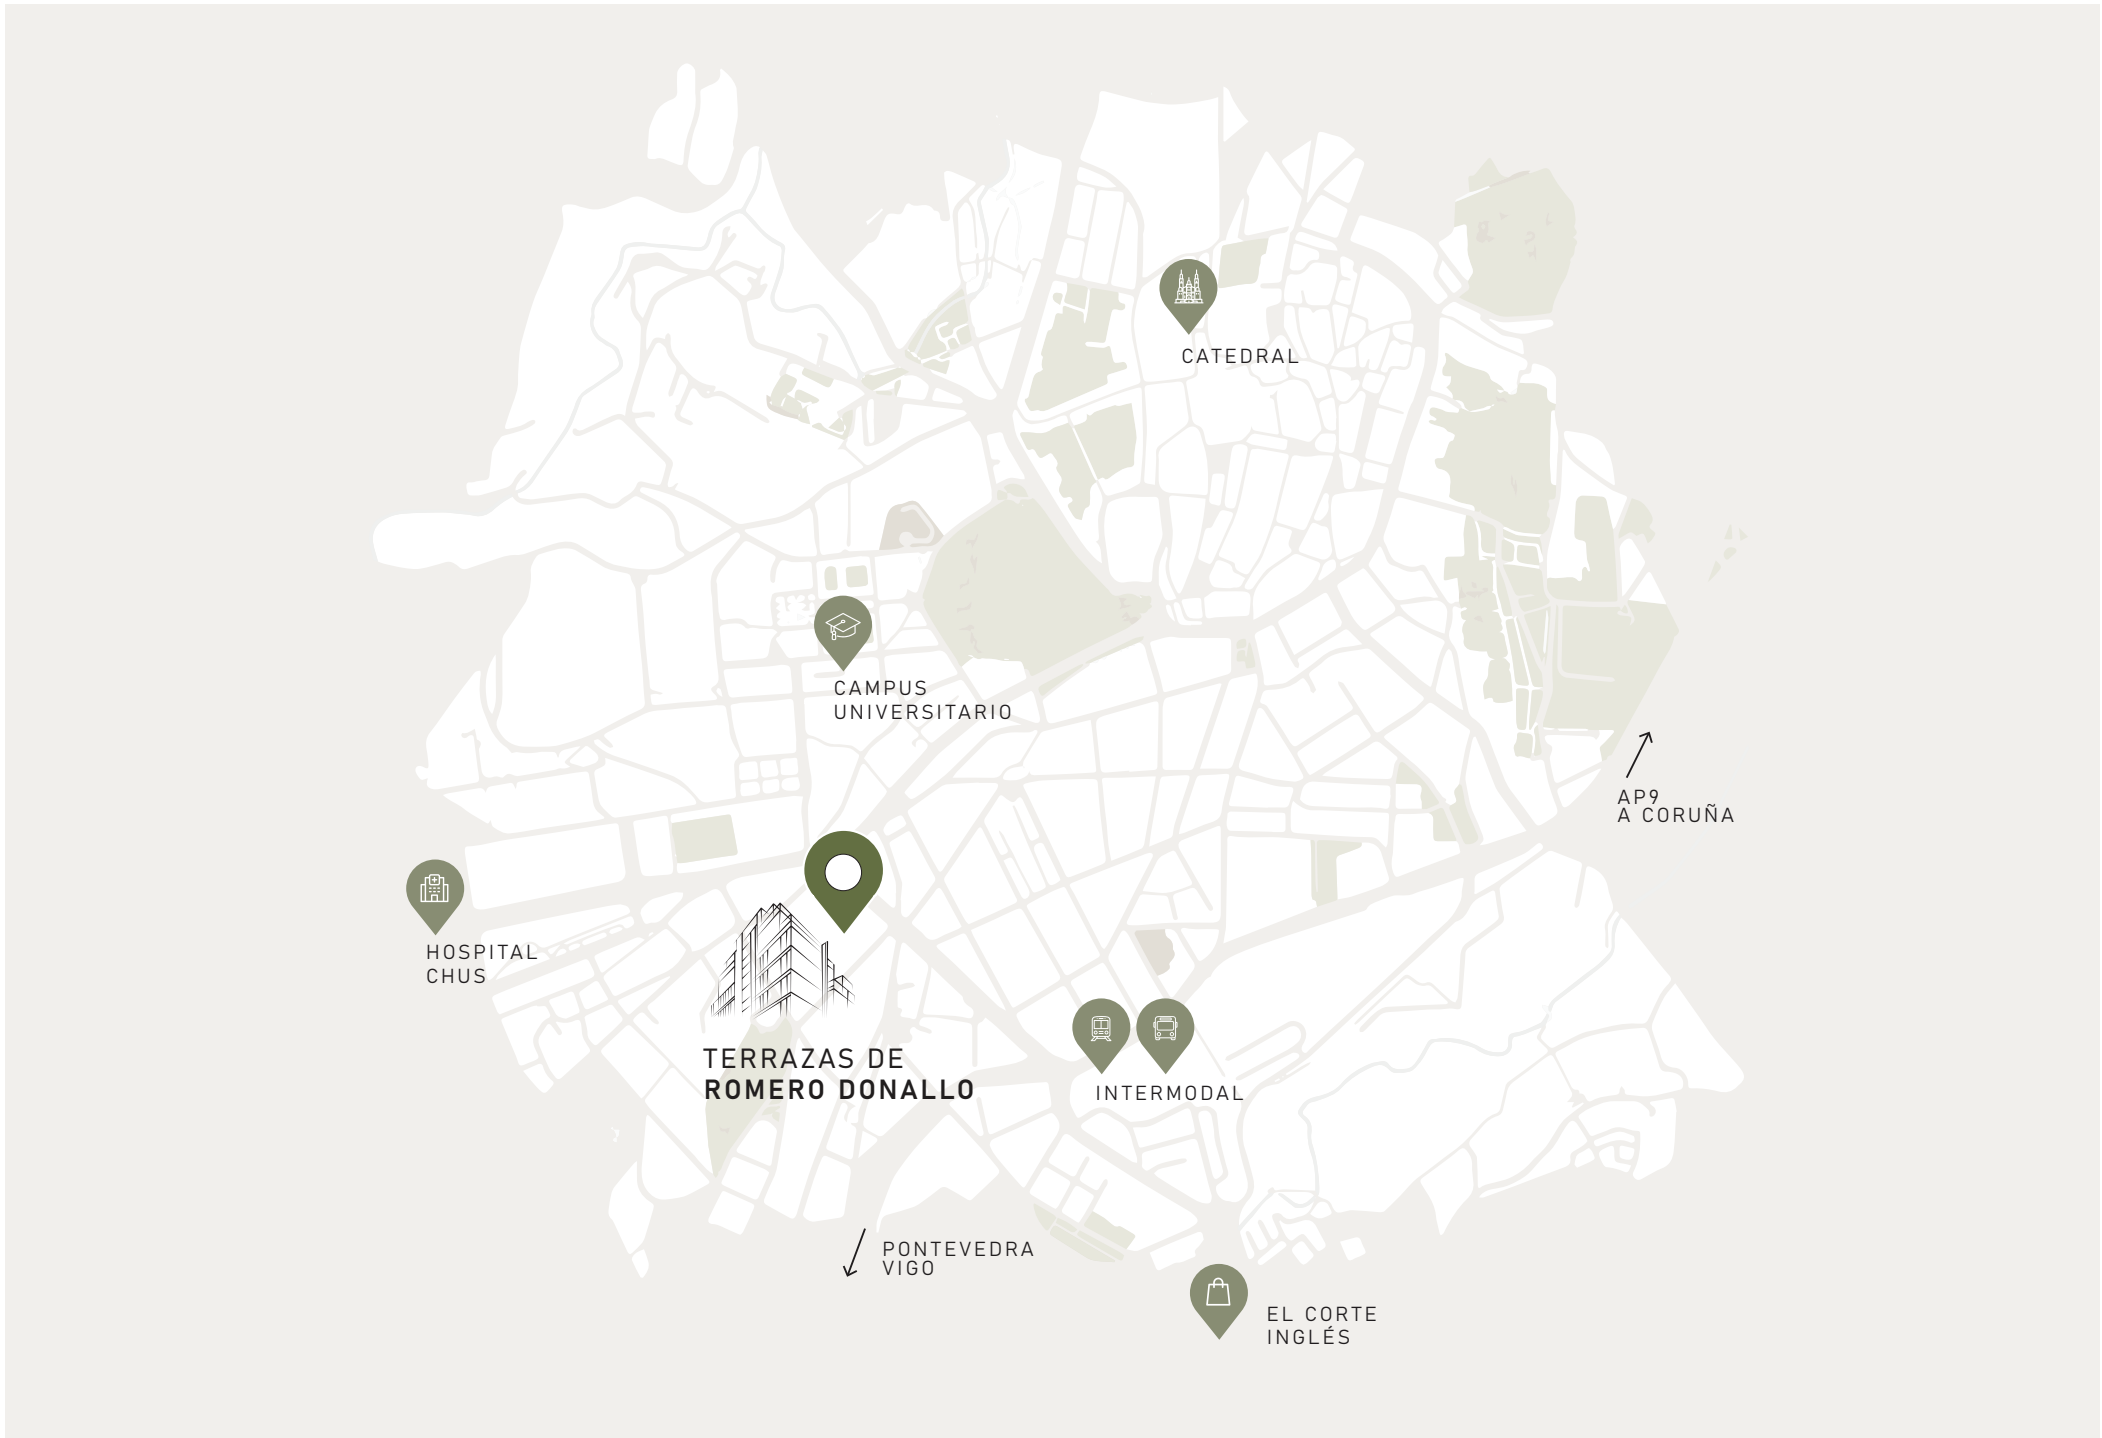 CATEDRAL
CAMPUS
UNIVERSITARIO
AP9
A CORUÑA
HOSPITAL
CHUS
TERRAZAS DE
ROMERO DONALLO
INTERMODAL
PONTEVEDRA
VIGO
EL CORTE
INGLÉS